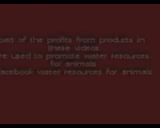 of the profits from products in
these videos
used to promote water resources
for animals
facebook water resources for animals